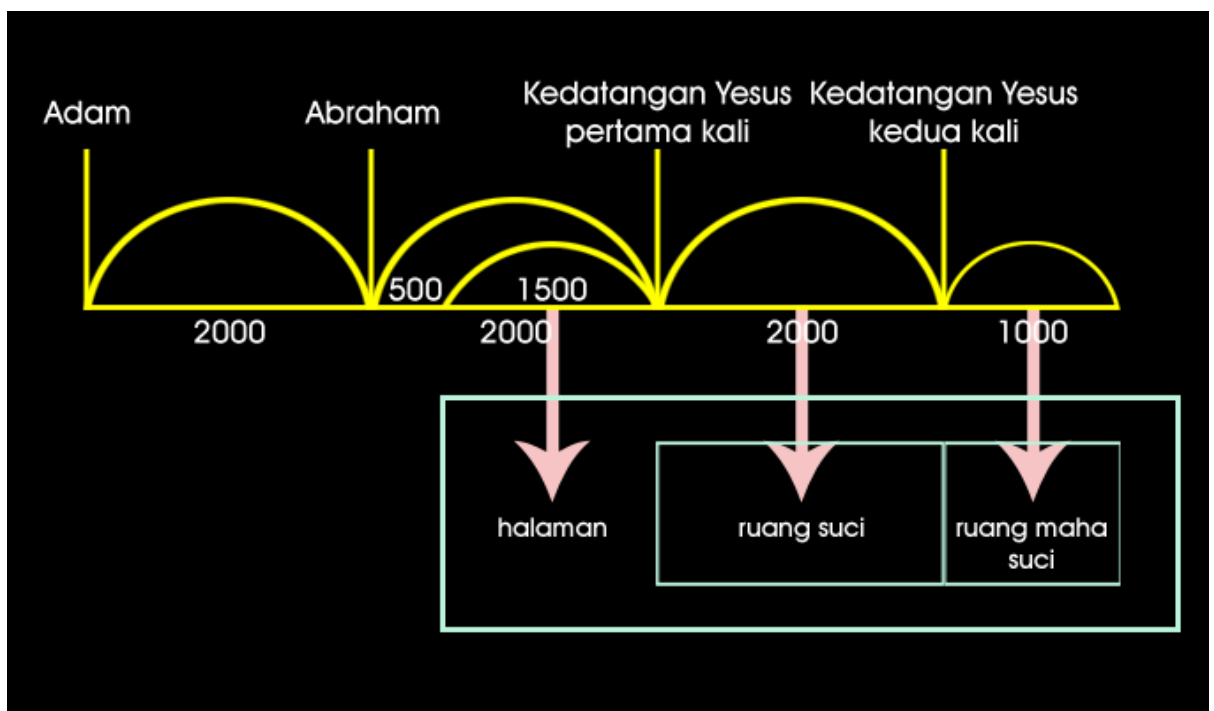 Adam
Abraham
Kedatangan Yesus
pertama kali
Kedatangan Yesus
kedua kali
500
1500
2000
2000
2000
1000
halaman
ruang suci
ruang maha
suci